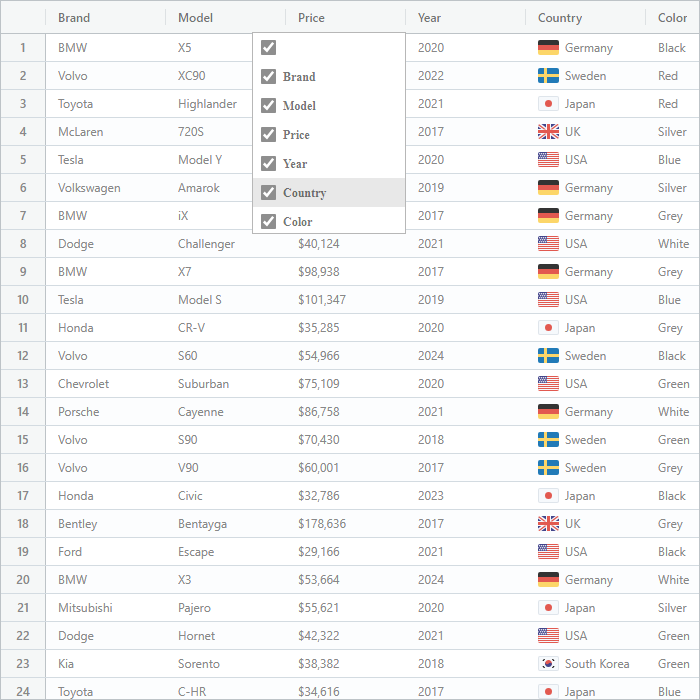 Brand Model Price Year Country Color
1 BMW X5 2020 Germany Black
2 Volvo XC90 2022 Sweden Red
3 Toyota Highlander 2021 Japan Red
4 McLaren 720S 2017 UK Silver
5 Tesla Model Y 2020 USA Blue
6 Volkswagen Amarok 2019 Germany Silver
7 BMW iX 2017 Germany Grey
Brand
Model
Price
Year
Country
Color
8 Dodge Challenger $40,124 2021 USA White
9 BMW X7 $98,938 2017 Germany Grey
10 Tesla Model S $101,347 2019 USA Blue
11 Honda CR-V $35,285 2020 Japan Grey
12 Volvo S60 $54,966 2024 Sweden Black
13 Chevrolet Suburban $75,109 2020 USA Green
14 Porsche Cayenne $86,758 2021 Germany White
15 Volvo S90 $70,430 2018 Sweden Green
16 Volvo V90 $60,001 2017 Sweden Grey
17 Honda Civic $32,786 2023 Japan Black
18 Bentley Bentayga $178,636 2017 UK Grey
19 Ford Escape $29,166 2021 USA Black
20 BMW X3 $53,664 2024 Germany White
21 Mitsubishi Pajero $55,621 2020 Japan Silver
22 Dodge Hornet $42,322 2021 USA Green
23 Kia Sorento $38,382 2018 South Korea Green
24 Toyota C-HR $34,616 2017 Japan Blue